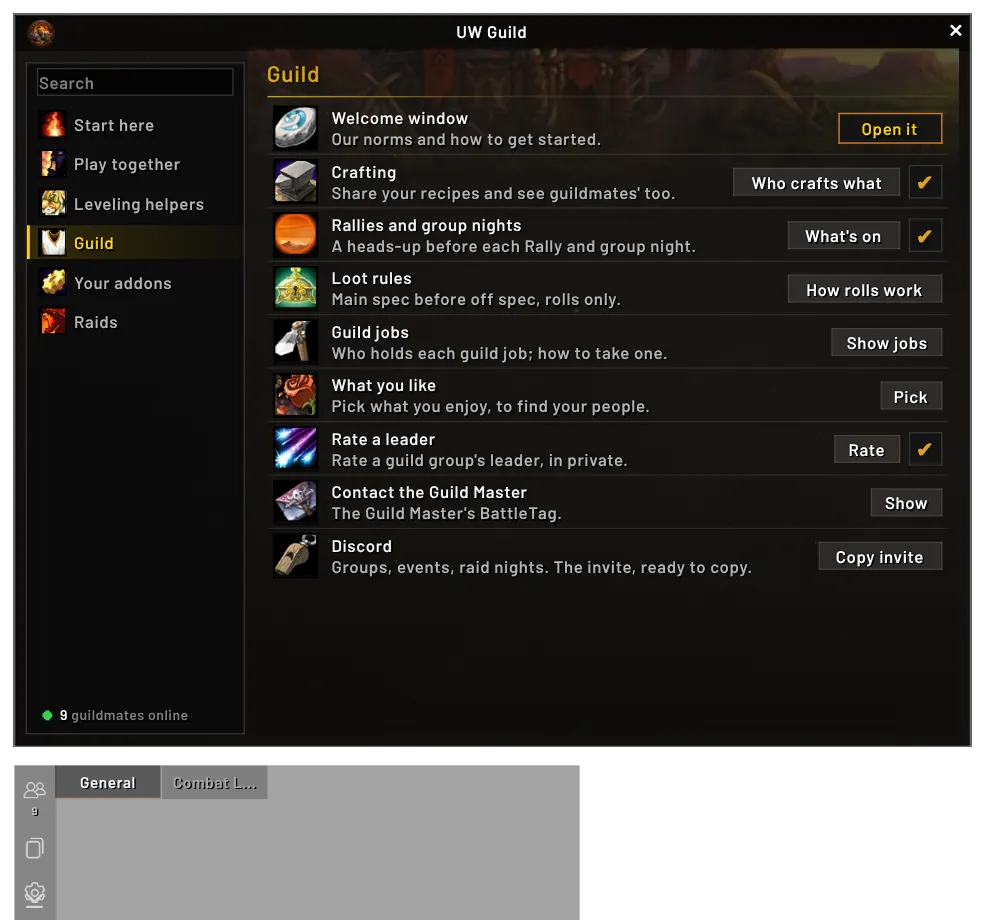 UW Guild
Search
Start here
Play together
Leveling helpers
Guild
Your addons
Raids
9 guildmates online
Guild
Welcome window
Our norms and how to get started.
Open it
Crafting
Share your recipes and see guildmates' too.
Who crafts what
Rallies and group nights
A heads-up before each Rally and group night.
What's on
Loot rules
Main spec before off spec, rolls only.
How rolls work
Guild jobs
Who holds each guild job; how to take one.
Show jobs
What you like
Pick what you enjoy, to find your people.
Pick
Rate a leader
Rate a guild group's leader, in private.
Rate
Contact the Guild Master
The Guild Master's BattleTag.
Show
Discord
Groups, events, raid nights. The invite, ready to copy.
Copy invite
General
Combat L...
9